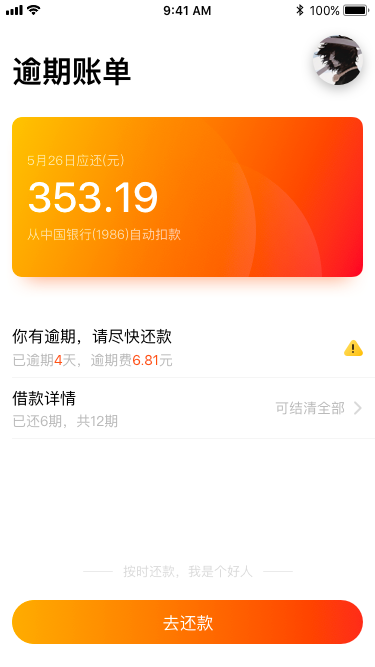 9:41 AM
100%
逾期账单
5月26日应还(元)
353.19
从中国银行(1986)自动扣款
你有逾期，请尽快还款
已逾期4天，逾期费6.81元
借款详情
可结清全部
已还6期，共12期
按时还款，我是个好人
去还款